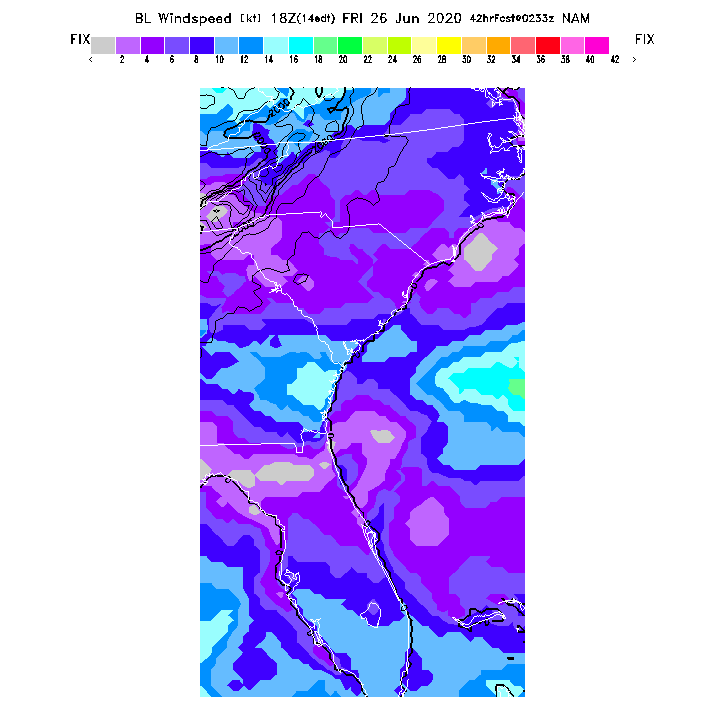 BL Windspeed [kt] 18Z(14edt) FRI 26 Jun 2020 42hrFcst@0233z NAM
FIX FIX
< 2 4 6 8 10 12 14 16 18 20 22 24 26 28 30 32 34 36 38 40 42 >